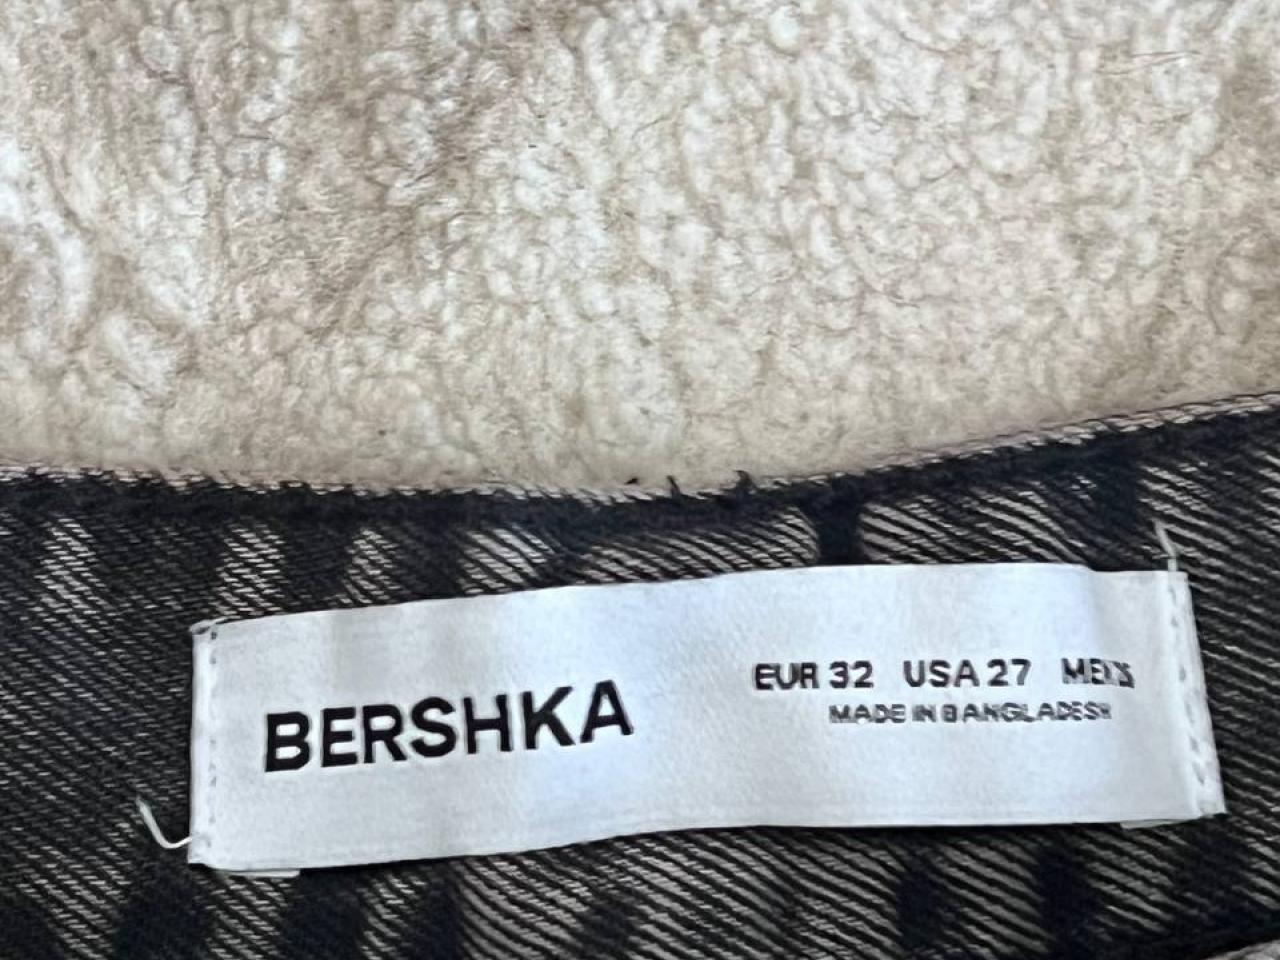 BERSHKA
EUR 32 USA 27
MADE IN BANGLADESH